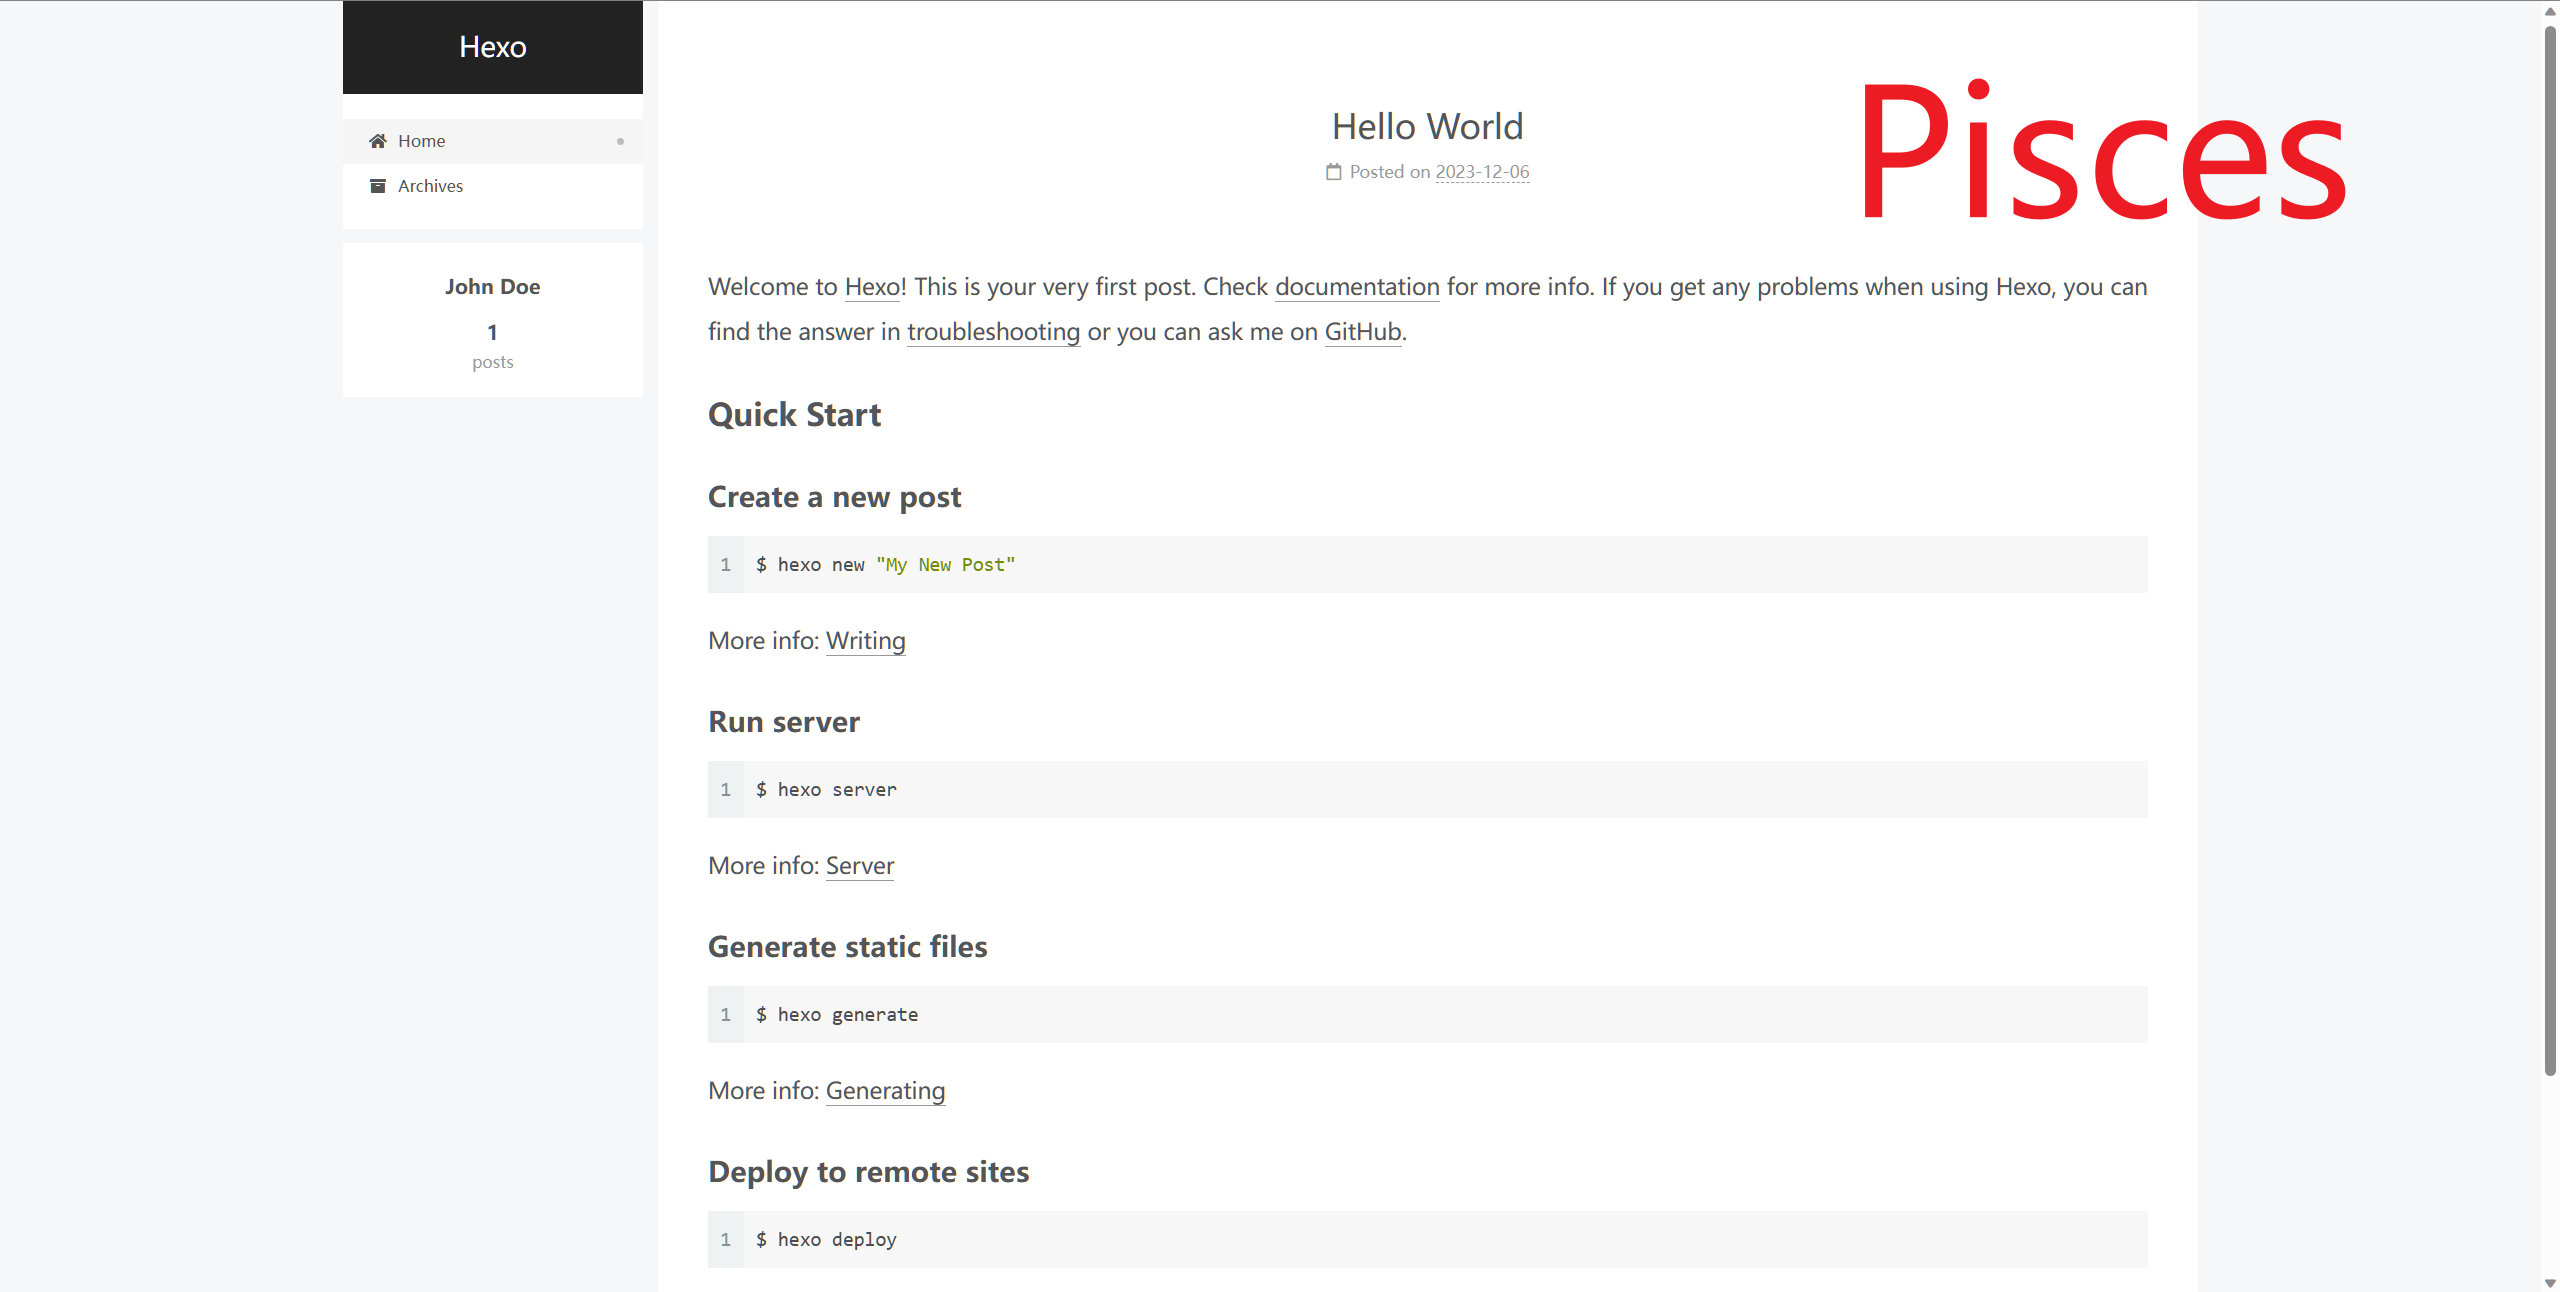 Hexo
Home
Archives
John Doe
1
posts
Pisces
Hello World
Posted on 2023-12-06
Welcome to Hexo! This is your very first post. Check documentation for more info. If you get any problems when using Hexo, you can
find the answer in troubleshooting or you can ask me on GitHub.
Quick Start
Create a new post
1 $ hexo new "My New Post"
More info: Writing
Run server
1 $ hexo server
More info: Server
Generate static files
1 $ hexo generate
More info: Generating
Deploy to remote sites
1 $ hexo deploy